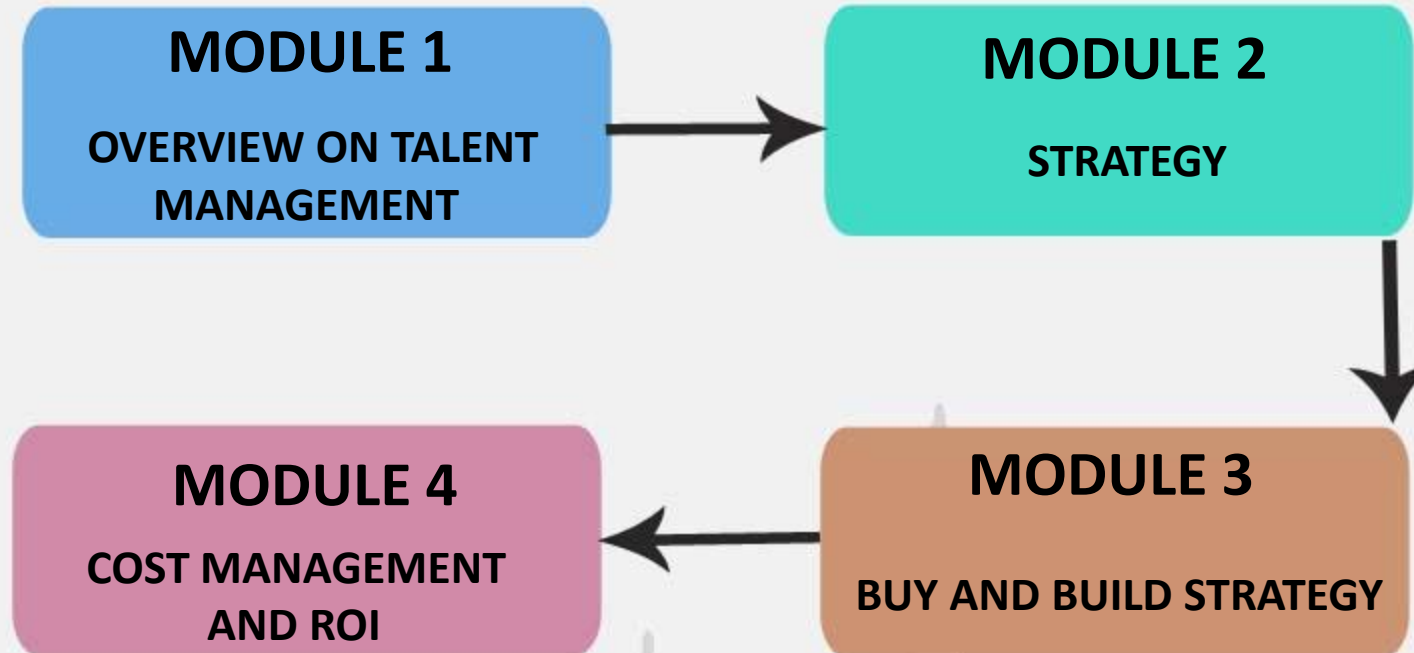 MODULE 1
OVERVIEW ON TALENT
MANAGEMENT
MODULE 2
STRATEGY
MODULE 3
BUY AND BUILD STRATEGY
MODULE 4
COST MANAGEMENT
AND ROI